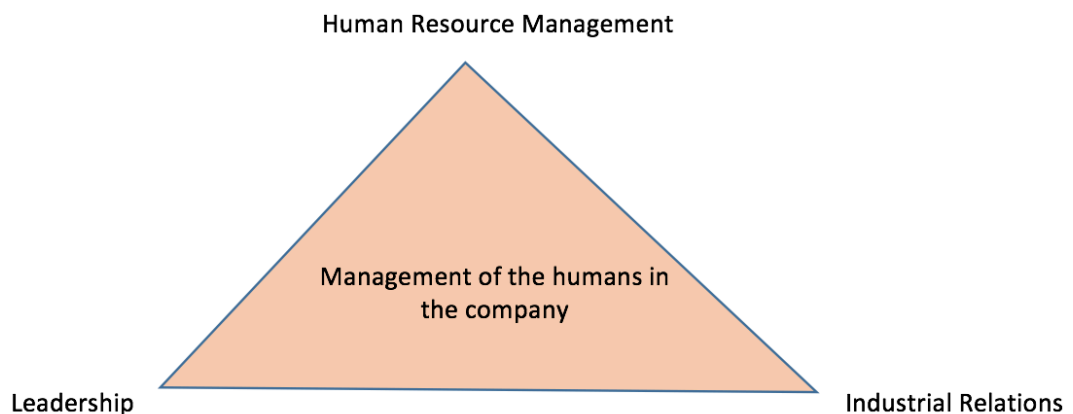 Human Resource Management
Management of the humans in
the company
Leadership
Industrial Relations